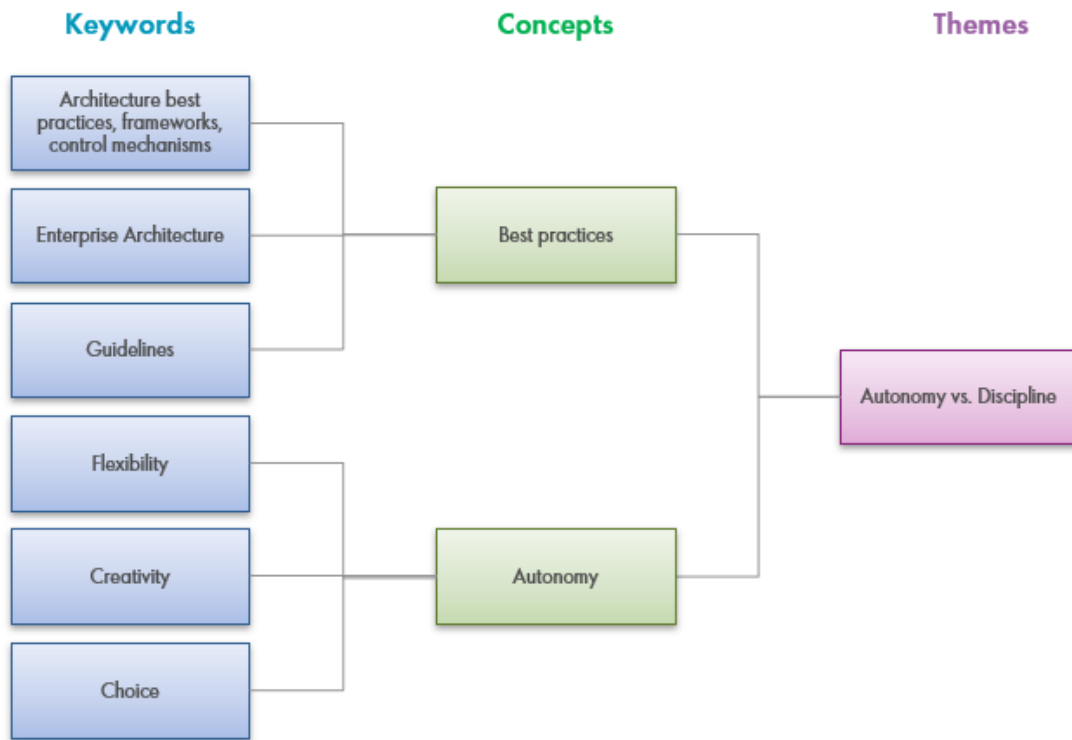 Keywords
Concepts
Themes
Architecture best
practices, frameworks,
control mechanisms
Enterprise Architecture
Best practices
Guidelines
Autonomy vs. Discipline
Flexibility
Creativity
Autonomy
Choice